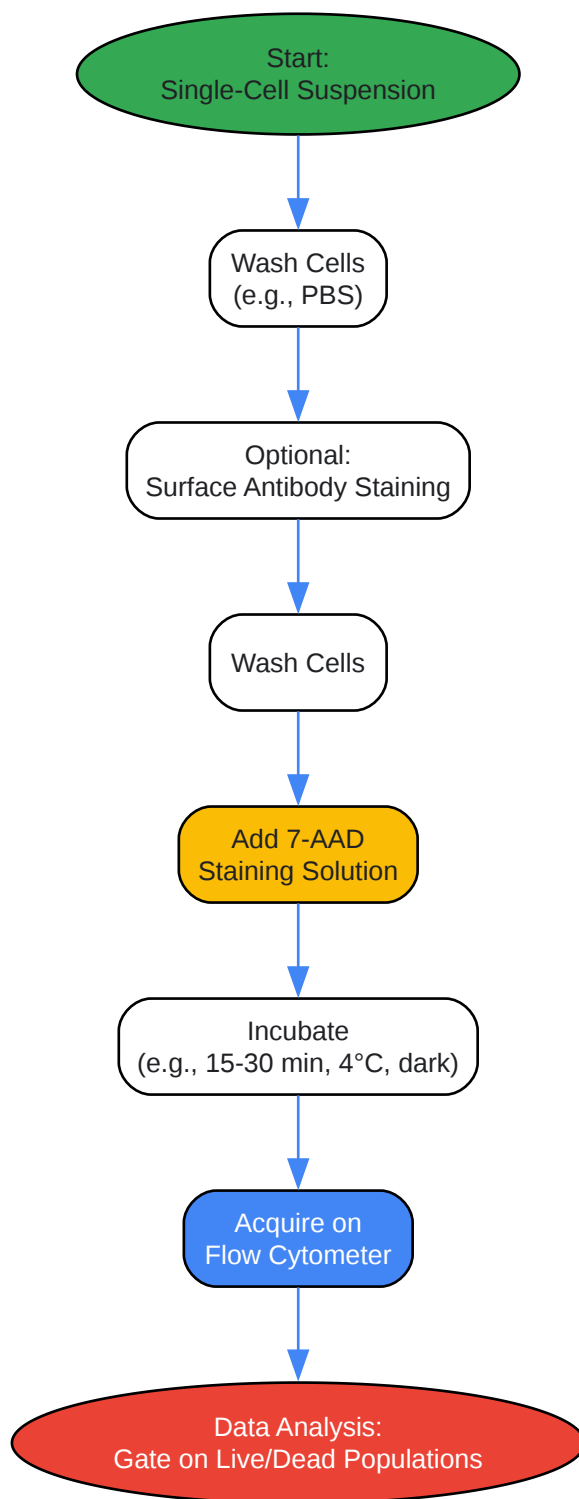 Start:
Single-Cell Suspension
Wash Cells
(e.g., PBS)
Optional:
Surface Antibody Staining
Wash Cells
Add 7-AAD
Staining Solution
Incubate
(e.g., 15-30 min, 4°C, dark)
Acquire on
Flow Cytometer
Data Analysis:
Gate on Live/Dead Populations